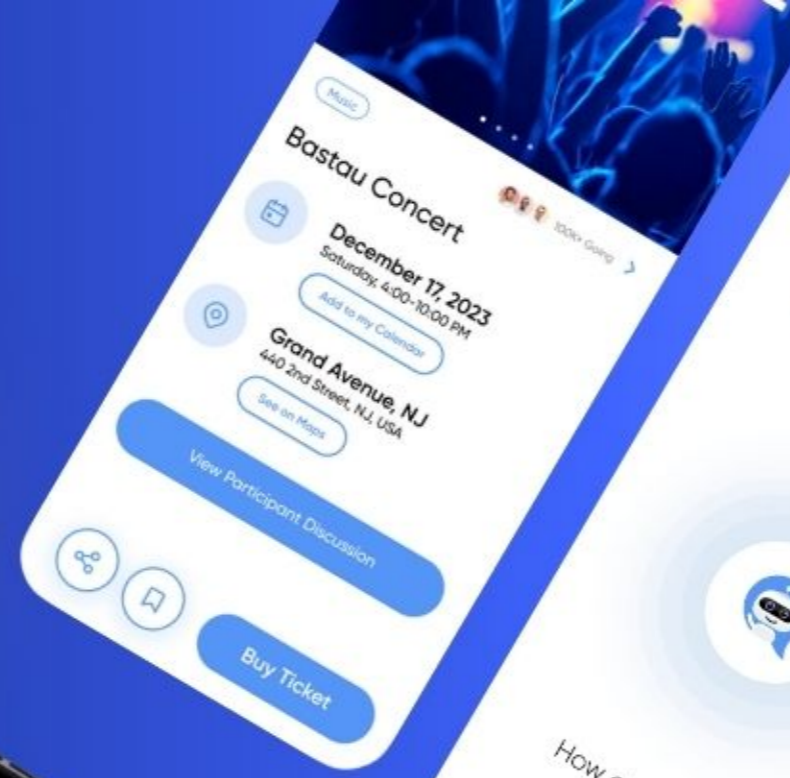 Music
Bastau Concert
100K+ Going
December 17, 2023
Saturday, 4:00-10:00 PM
Add to my Calendar
Grand Avenue, NJ
440 2nd Street, NJ, USA
See on Maps
View Participant Discussion
Buy Ticket
How